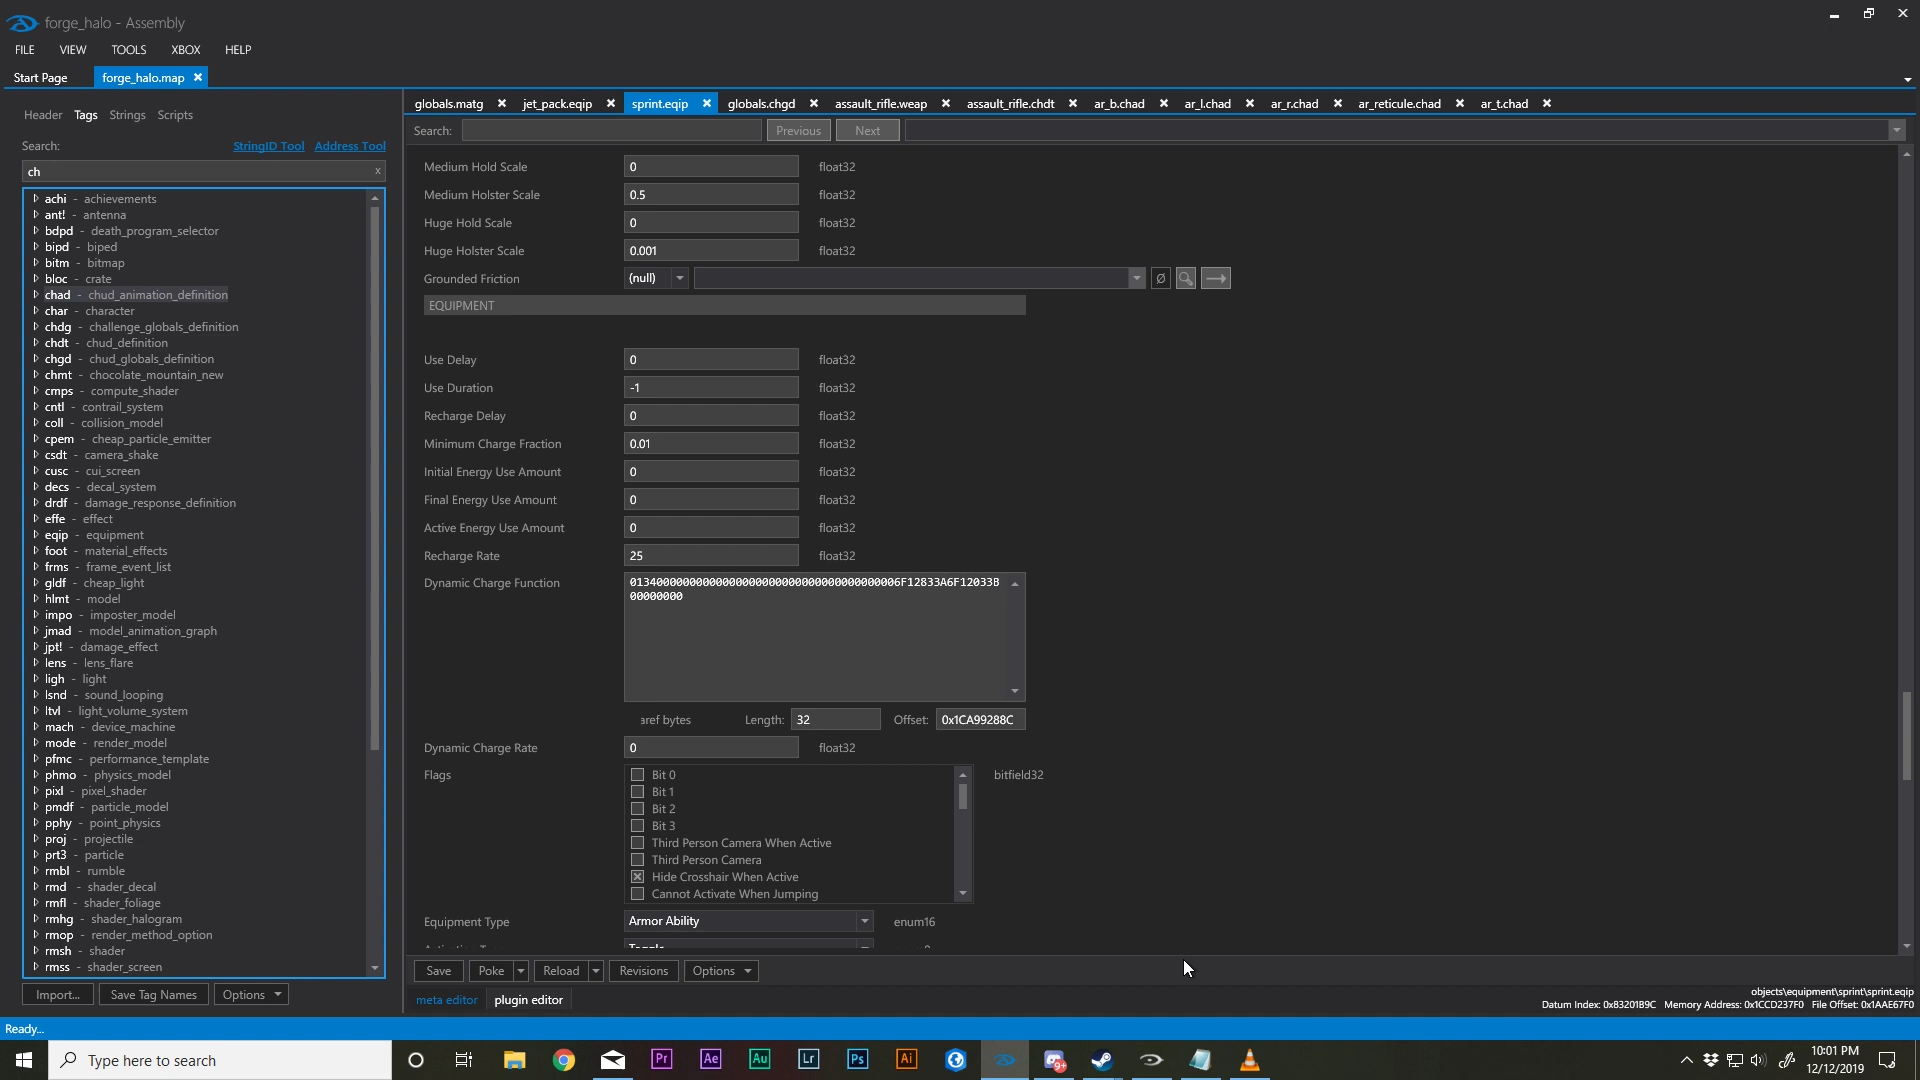 forge_halo - Assembly
FILE VIEW TOOLS XBOX HELP
Start Page forge_halo.map
Header Tags Strings Scripts
Search: StringID Tool Address Tool
ch x
achi - achievements
ant! - antenna
bdpd - death_program_selector
bipd - biped
bitm - bitmap
bloc - crate
chad - chud_animation_definition
char - character
chdg - challenge_globals_definition
chdt - chud_definition
chgd - chud_globals_definition
chmt - chocolate_mountain_new
cmps - compute_shader
cntl - contrail_system
coll - collision_model
cpem - cheap_particle_emitter
csdt - camera_shake
cusc - cui_screen
decs - decal_system
drdf - damage_response_definition
effe - effect
eqip - equipment
foot - material_effects
frms - frame_event_list
gldf - cheap_light
hlmt - model
impo - imposter_model
jmad - model_animation_graph
jpt! - damage_effect
lens - lens_flare
ligh - light
lsnd - sound_looping
ltvl - light_volume_system
mach - device_machine
mode - render_model
pfmc - performance_template
phmo - physics_model
pixl - pixel_shader
pmdf - particle_model
pphy - point_physics
proj - projectile
prt3 - particle
rmbl - rumble
rmd - shader_decal
rmfl - shader_foliage
rmhg - shader_halogram
rmop - render_method_option
rmsh - shader
rmss - shader_screen
Import... Save Tag Names Options
globals.matg jet_pack.eqip sprint.eqip globals.chgd assault_rifle.weap assault_rifle.chdt ar_b.chad ar_l.chad ar_r.chad ar_reticule.chad ar_t.chad
Search: Previous Next
Medium Hold Scale 0 float32
Medium Holster Scale 0.5 float32
Huge Hold Scale 0 float32
Huge Holster Scale 0.001 float32
Grounded Friction (null) Ø
EQUIPMENT
Use Delay 0 float32
Use Duration -1 float32
Recharge Delay 0 float32
Minimum Charge Fraction 0.01 float32
Initial Energy Use Amount 0 float32
Final Energy Use Amount 0 float32
Active Energy Use Amount 0 float32
Recharge Rate 25 float32
Dynamic Charge Function
00000000
aref bytes Length: 32 Offset: 0x1CA99288C
Dynamic Charge Rate 0 float32
Flags Bit 0 bitfield32
Bit 1
Bit 2
Bit 3
Third Person Camera When Active
Third Person Camera
Hide Crosshair When Active
Cannot Activate When Jumping
Equipment Type Armor Ability enum16
Save Poke Reload Revisions Options
meta editor plugin editor
objects\equipment\sprint\sprint.eqip
Datum Index: 0x83201B9C Memory Address: 0x1CCD237F0 File Offset: 0x1AAE67F0
Ready...
Type here to search
Pr Ae Au Lr Ps Ai
10:01 PM
12/12/2019